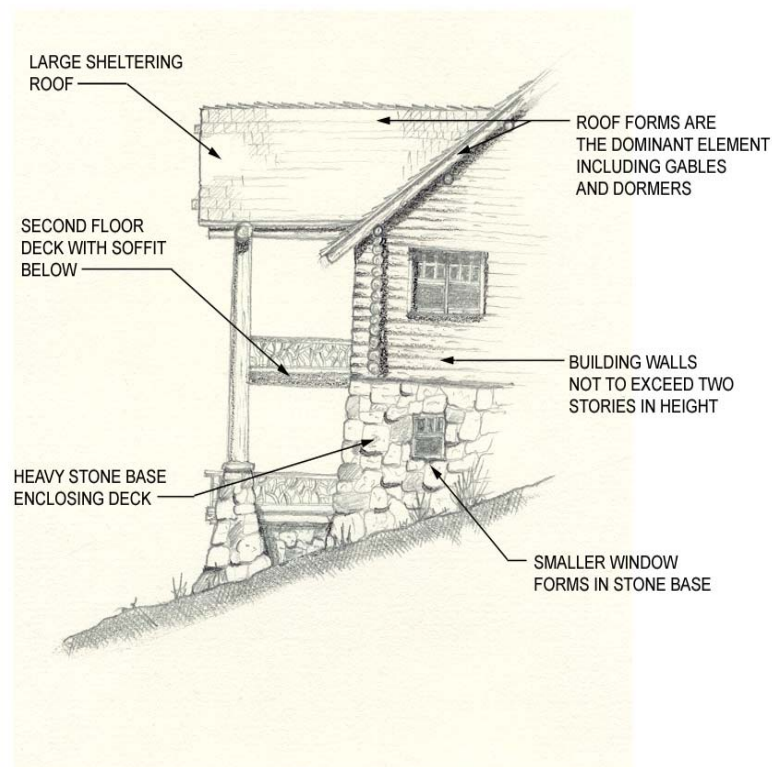 LARGE SHELTERING
ROOF
ROOF FORMS ARE
THE DOMINANT ELEMENT
INCLUDING GABLES
AND DORMERS
SECOND FLOOR
DECK WITH SOFFIT
BELOW
BUILDING WALLS
NOT TO EXCEED TWO
STORIES IN HEIGHT
HEAVY STONE BASE
ENCLOSING DECK
SMALLER WINDOW
FORMS IN STONE BASE